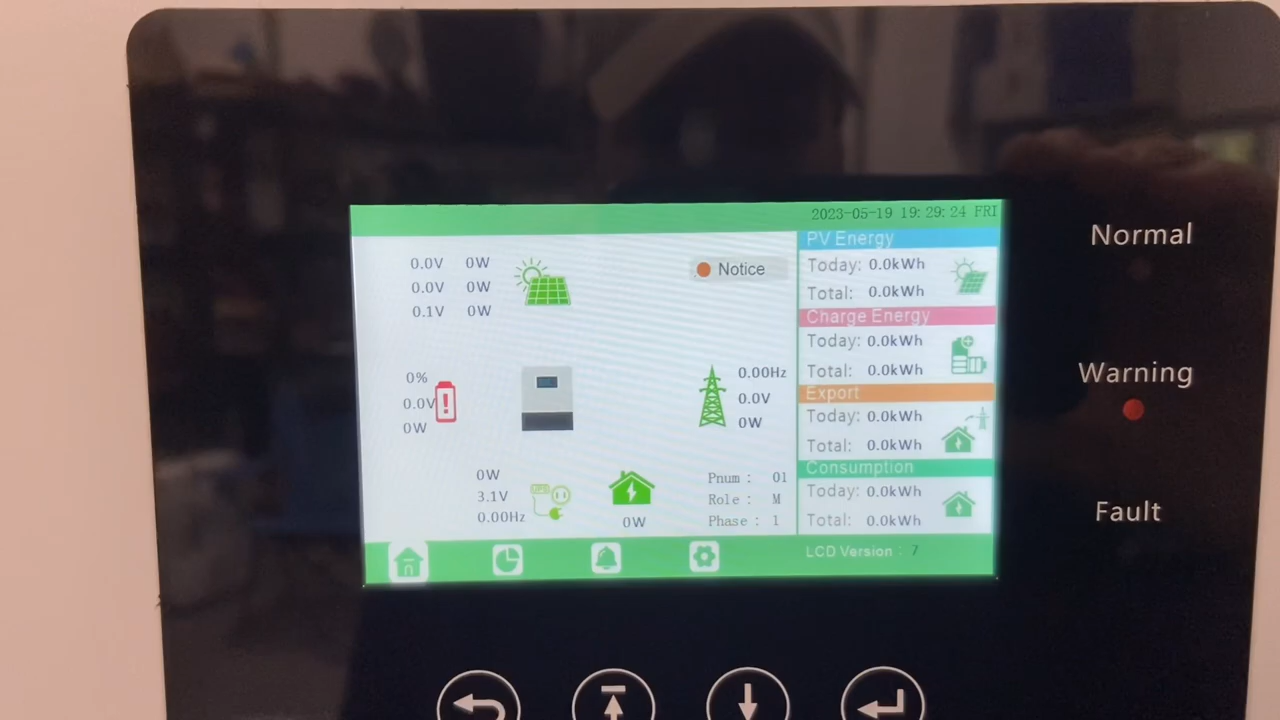 2023-05-19 19:29:24 FRI
0.0V 0W
0.0V 0W
0.1V 0W
Notice
0%
0.0V
0W
0.00Hz
0.0V
0W
0W
3.1V
0.00Hz
UPS
0W
Pnum : 01
Role : M
Phase : 1
PV Energy
Today: 0.0kWh
Total: 0.0kWh
Charge Energy
Today: 0.0kWh
Total: 0.0kWh
Export
Today: 0.0kWh
Total: 0.0kWh
Consumption
Today: 0.0kWh
Total: 0.0kWh
LCD Version : 7
Normal
Warning
Fault